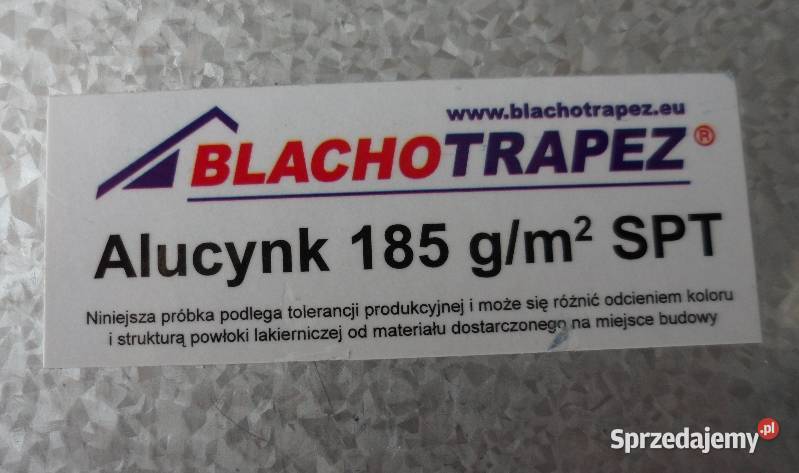 www.blachotrapez.eu
BLACHOTRAPEZ®
Alucynk 185 g/m² SPT
Niniejsza próbka podlega tolerancji produkcyjnej i może się różnić odcieniem koloru
i strukturą powłoki lakierniczej od materiału dostarczonego na miejsce budowy
Sprzedajemy.pl